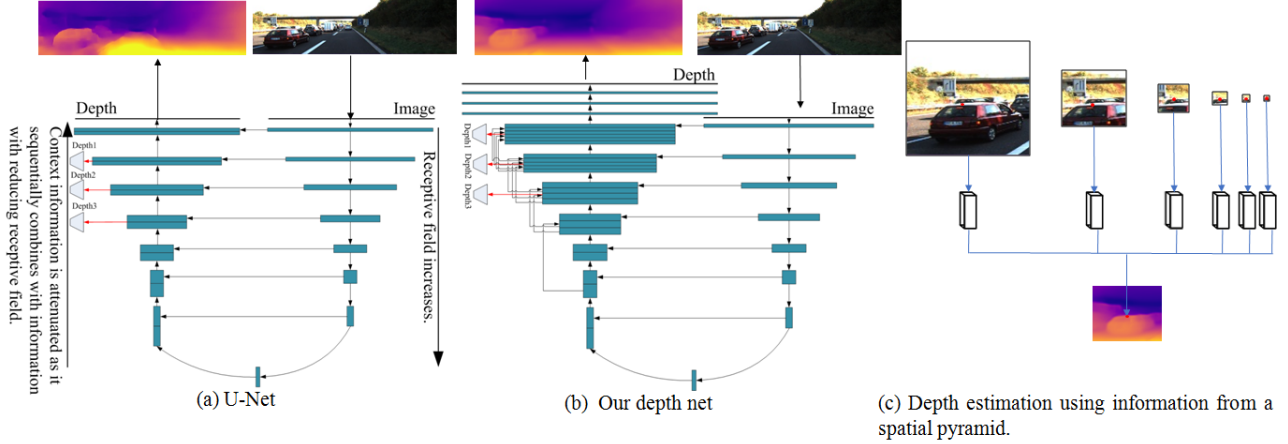 Depth
Image
Context information is attenuated as it
sequentially combines with information
with reducing receptive field.
Depth1
Depth2
Depth3
Receptive field increases.
(a) U-Net
Depth
Image
Depth1
Depth2
Depth3
(b) Our depth net
(c) Depth estimation using information from a
spatial pyramid.